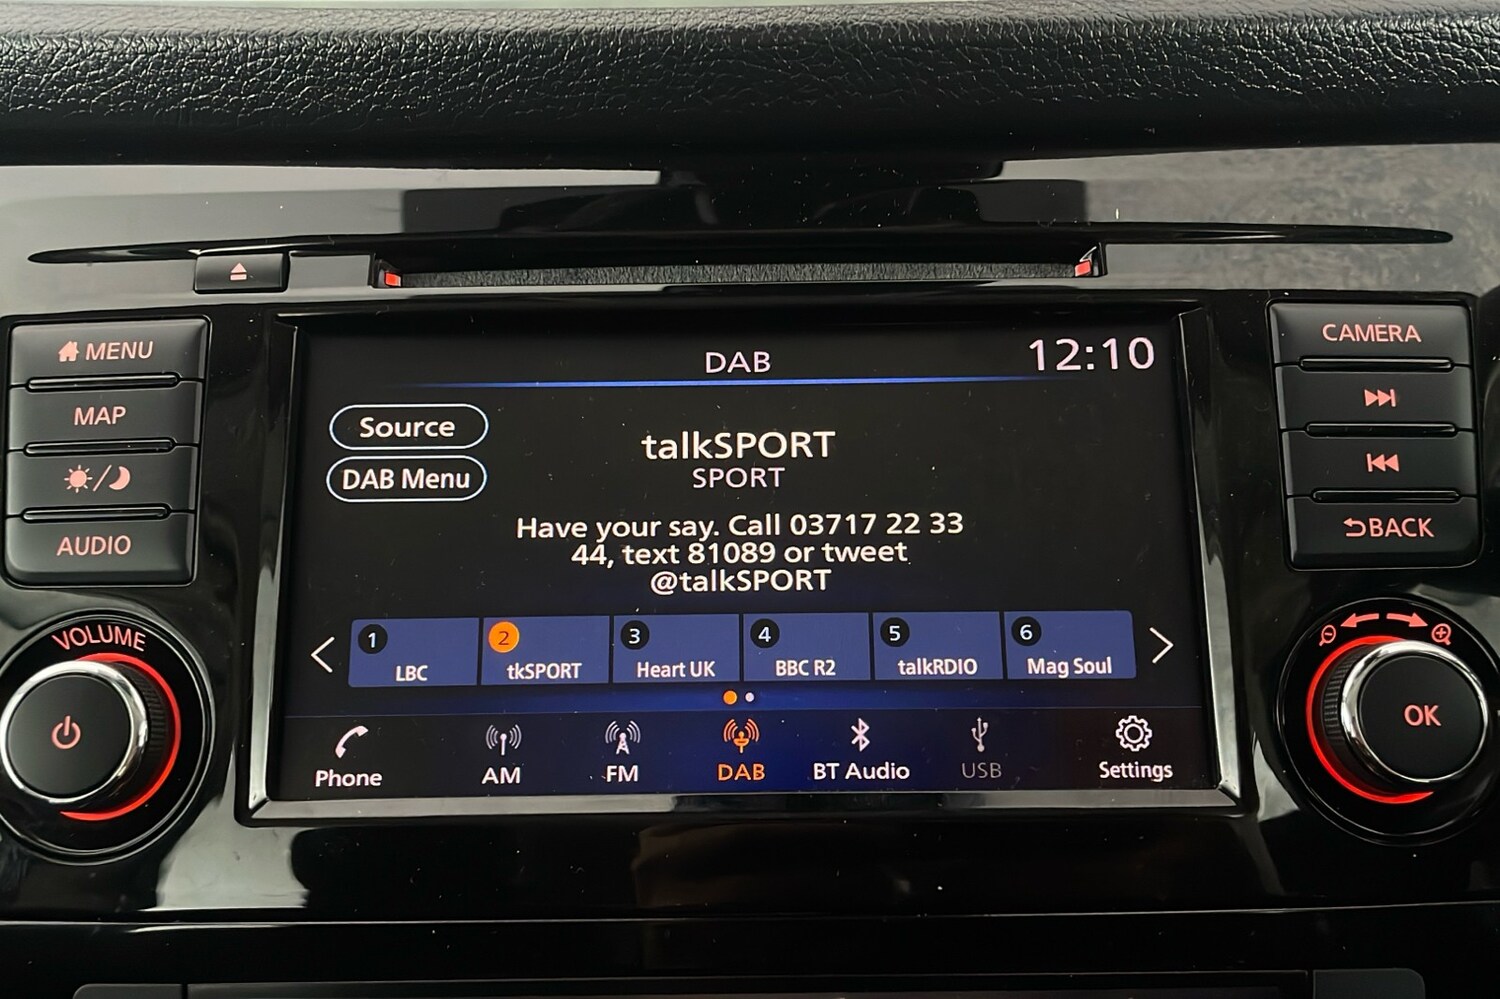 DAB
12:10
MENU
MAP
AUDIO
VOLUME
CAMERA
BACK
OK
Source
DAB Menu
talkSPORT
SPORT
Have your say. Call 03717 22 33
44, text 81089 or tweet
@talkSPORT
1 LBC
2 tkSPORT
3 Heart UK
4 BBC R2
5 talkRDIO
6 Mag Soul
Phone
AM
FM
DAB
BT Audio
USB
Settings